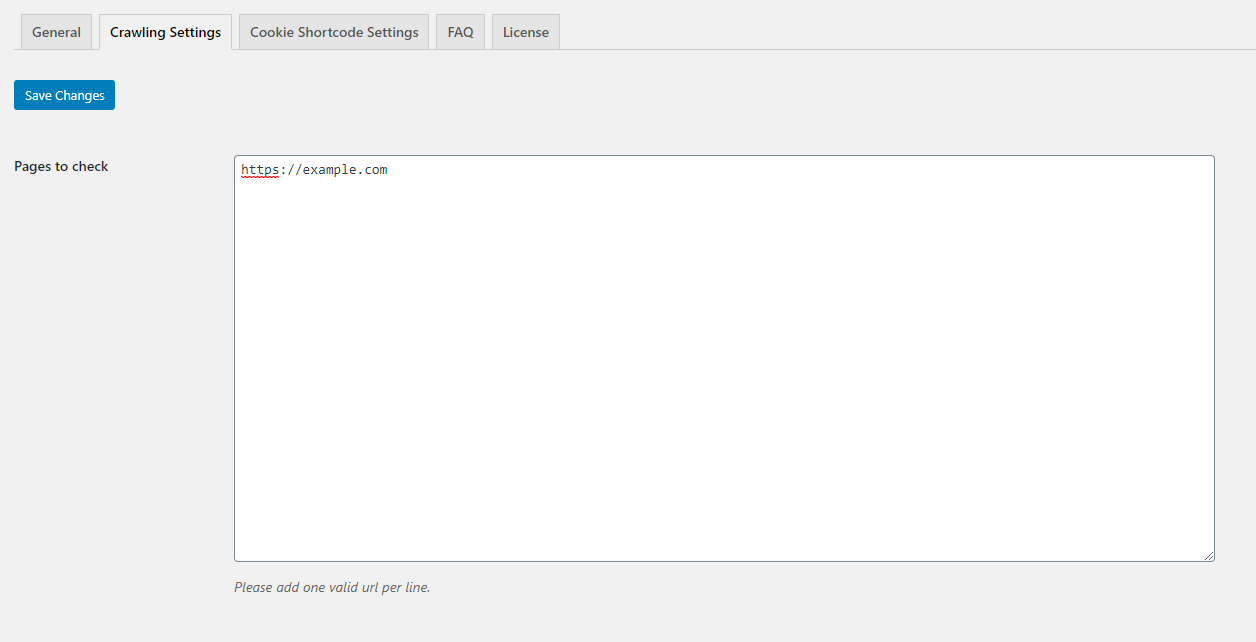 General Crawling Settings Cookie Shortcode Settings FAQ License
Save Changes
Pages to check
https://example.com
Please add one valid url per line.